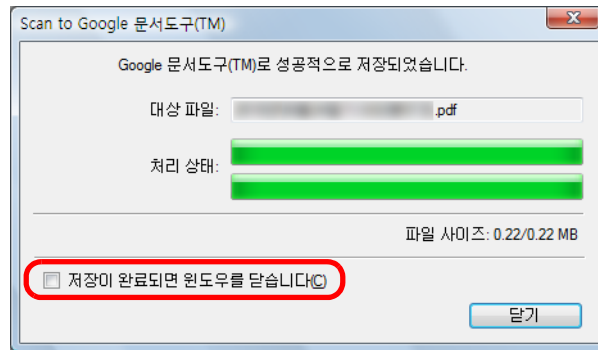 Scan to Google 문서도구(TM)
Google 문서도구(TM)로 성공적으로 저장되었습니다.
대상 파일: .pdf
처리 상태:
파일 사이즈: 0.22/0.22 MB
저장이 완료되면 윈도우를 닫습니다(C)
닫기